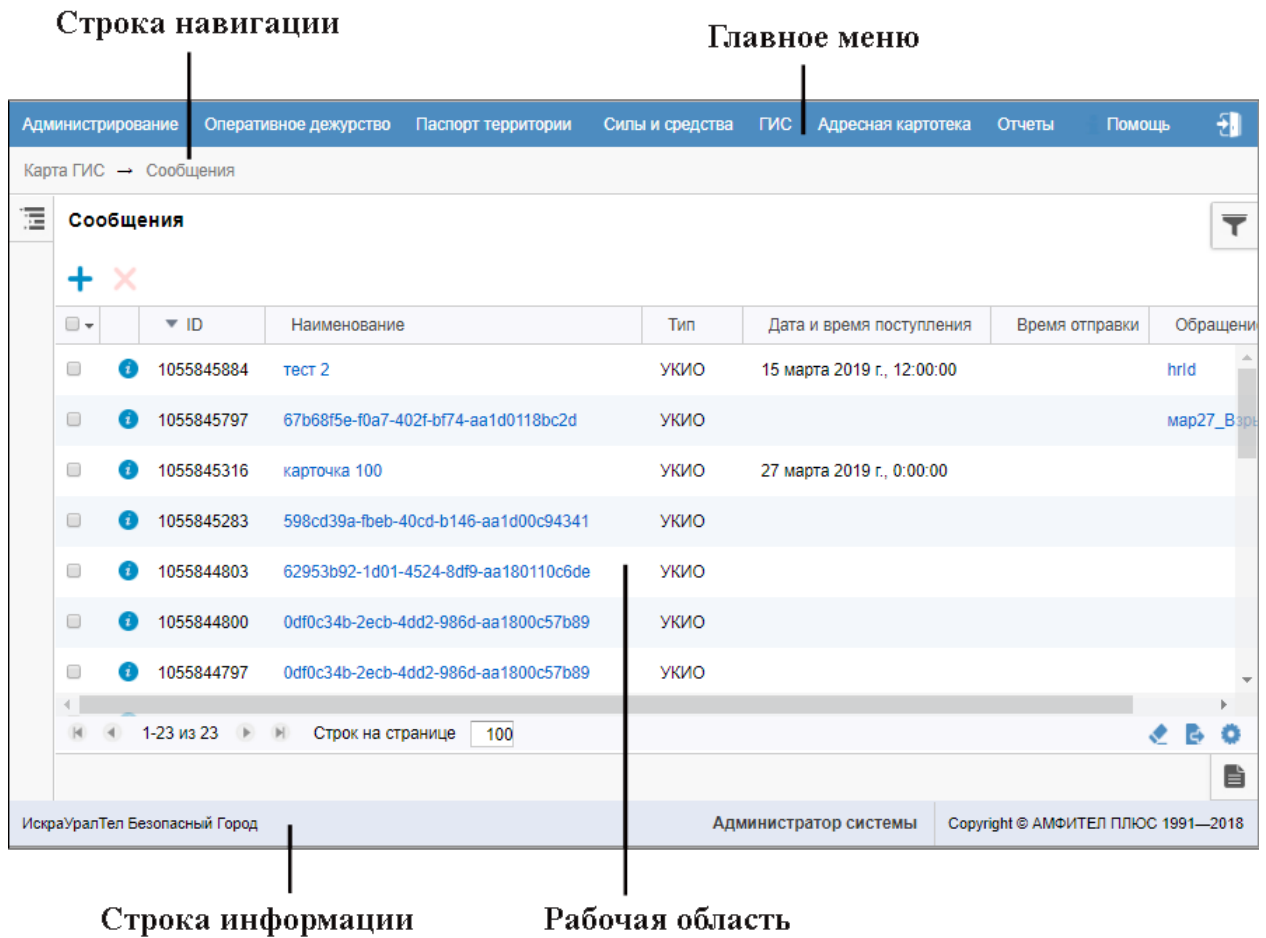 Строка навигации
Главное меню
Администрирование Оперативное дежурство Паспорт территории Силы и средства ГИС Адресная картотека Отчеты Помощь
Карта ГИС → Сообщения
Сообщения
ID Наименование Тип Дата и время поступления Время отправки Обращени
1055845884 тест 2 УКИО 15 марта 2019 г., 12:00:00 hrId
1055845797 67b68f5e-f0a7-402f-bf74-aa1d0118bc2d УКИО мар27_Взры
1055845316 карточка 100 УКИО 27 марта 2019 г., 0:00:00
1055845283 598cd39a-fbeb-40cd-b146-aa1d00c94341 УКИО
1055844803 62953b92-1d01-4524-8df9-aa180110c6de УКИО
1055844800 0df0c34b-2ecb-4dd2-986d-aa1800c57b89 УКИО
1055844797 0df0c34b-2ecb-4dd2-986d-aa1800c57b89 УКИО
1-23 из 23 Строк на странице 100
ИскраУралТел Безопасный Город Администратор системы Copyright © АМФИТЕЛ ПЛЮС 1991—2018
Строка информации
Рабочая область